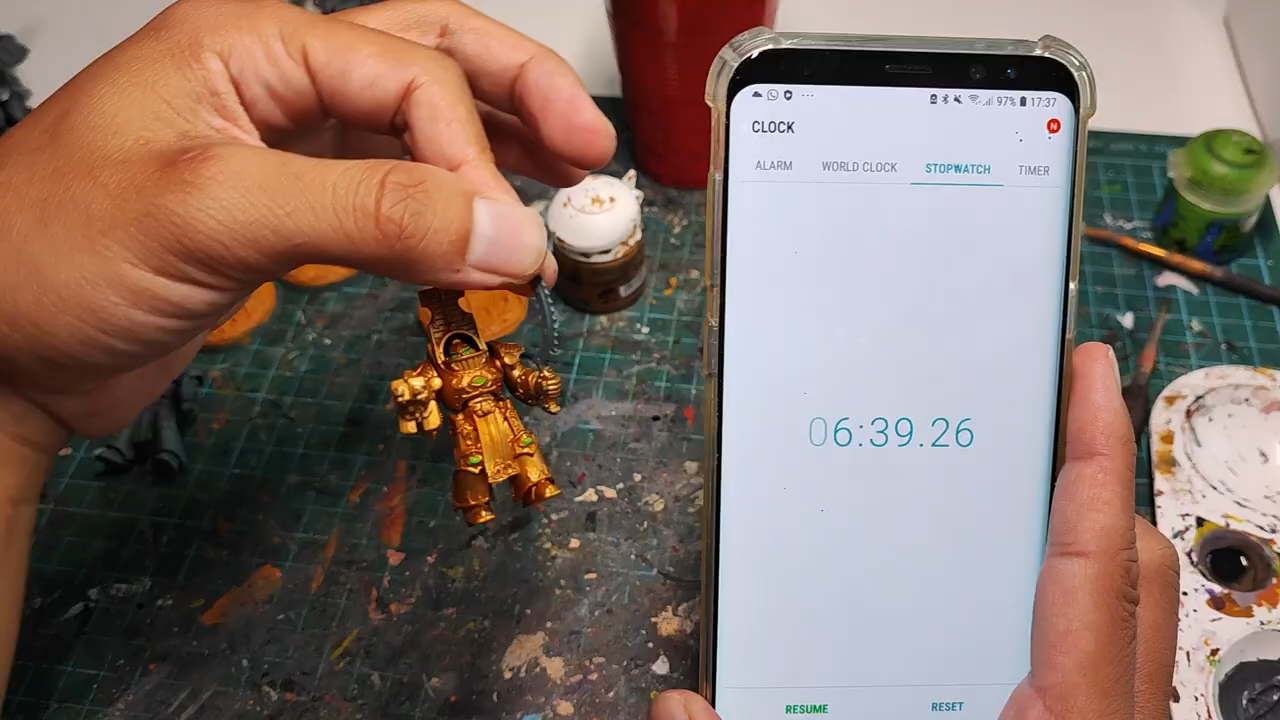 97% 17:37
CLOCK
N
ALARM WORLD CLOCK STOPWATCH TIMER
06:39.26
RESUME RESET